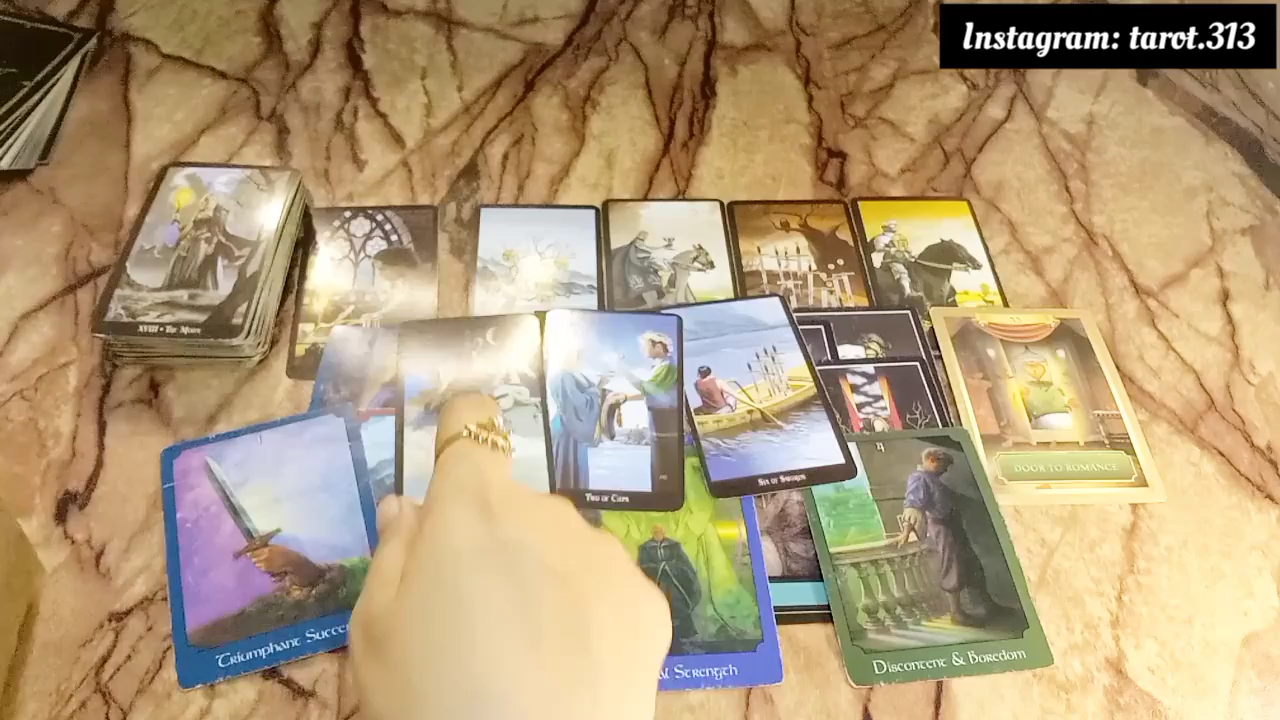 Instagram: tarot.313
XVIII • The Moon
Two of Cups
Six of Swords
DOOR TO ROMANCE
Triumphant
Strength
4
Discontent & Boredom